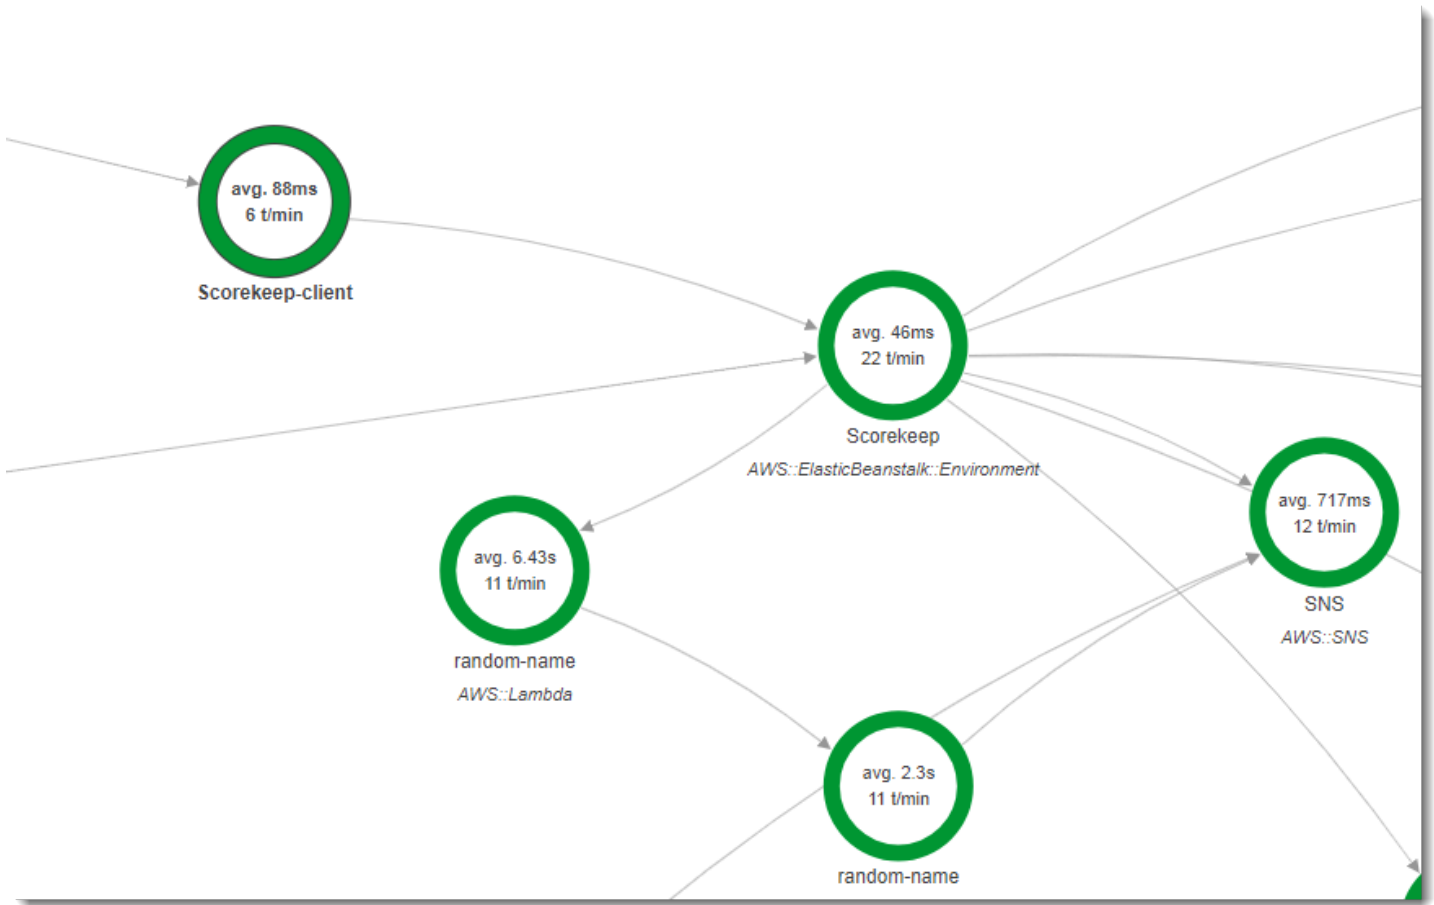 avg. 88ms
6 t/min
Scorekeep-client
avg. 46ms
22 t/min
Scorekeep
AWS::ElasticBeanstalk::Environment
avg. 717ms
12 t/min
SNS
AWS::SNS
avg. 6.43s
11 t/min
random-name
AWS::Lambda
avg. 2.3s
11 t/min
random-name